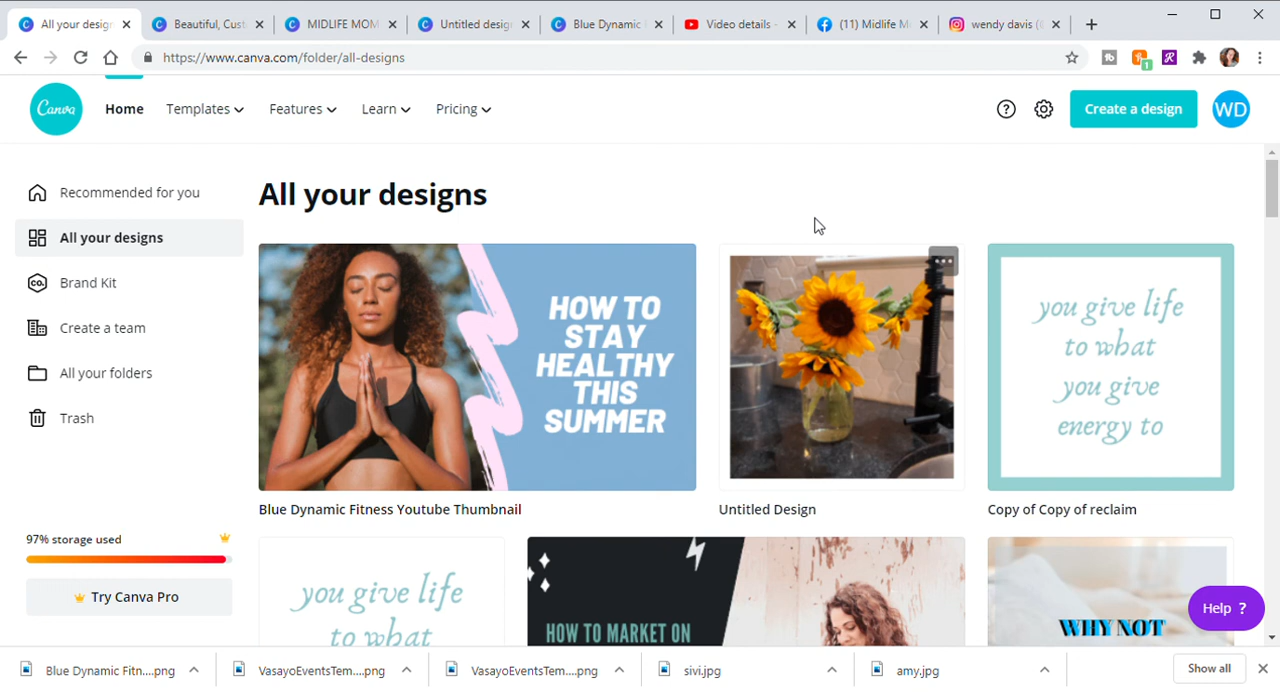 All your design
Beautiful, Cust
MIDLIFE MOM
Untitled desig
Blue Dynamic
Video details -
(11) Midlife M
wendy davis (
https://www.canva.com/folder/all-designs
1
Canva
Home
Templates
Features
Learn
Pricing
?
Create a design
WD
Recommended for you
All your designs
CO.
Brand Kit
Create a team
All your folders
Trash
97% storage used
Try Canva Pro
All your designs
HOW TO
STAY
HEALTHY
THIS
SUMMER
Blue Dynamic Fitness Youtube Thumbnail
Untitled Design
you give life
to what
you give
energy to
Copy of Copy of reclaim
you give life
to what
HOW TO MARKET ON
WHY NOT
Help ?
Blue Dynamic Fitn....png
VasayoEventsTem....png
VasayoEventsTem....png
sivi.jpg
amy.jpg
Show all